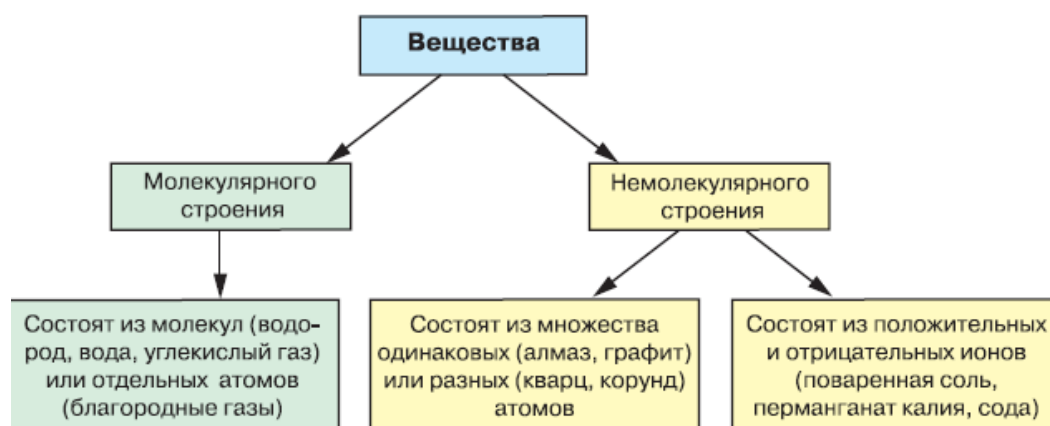 Вещества
Молекулярного
строения
Немолекулярного
строения
Состоят из молекул (водо-
род, вода, углекислый газ)
или отдельных атомов
(благородные газы)
Состоят из множества
одинаковых (алмаз, графит)
или разных (кварц, корунд)
атомов
Состоят из положительных
и отрицательных ионов
(поваренная соль,
перманганат калия, сода)